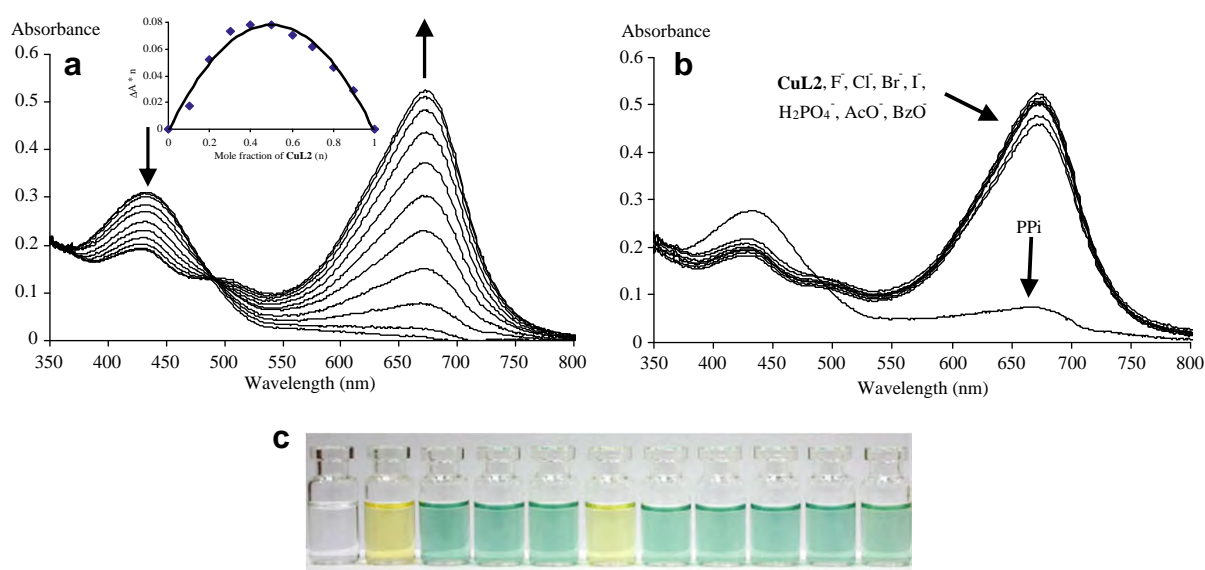 Absorbance
0.6
0.5
0.4
0.3
0.2
0.1
0
a
350 400 450 500 550 600 650 700 750 800
Wavelength (nm)
0.08
0.06
0.04
0.02
0
ΔA * n
0 0.2 0.4 0.6 0.8 1
Mole fraction of CuL2 (n)
Absorbance
0.6
0.5
0.4
0.3
0.2
0.1
0
b
CuL2, F⁻, Cl⁻, Br⁻, I⁻,
H₂PO₄⁻, AcO⁻, BzO⁻
PPi
350 400 450 500 550 600 650 700 750 800
Wavelength (nm)
c